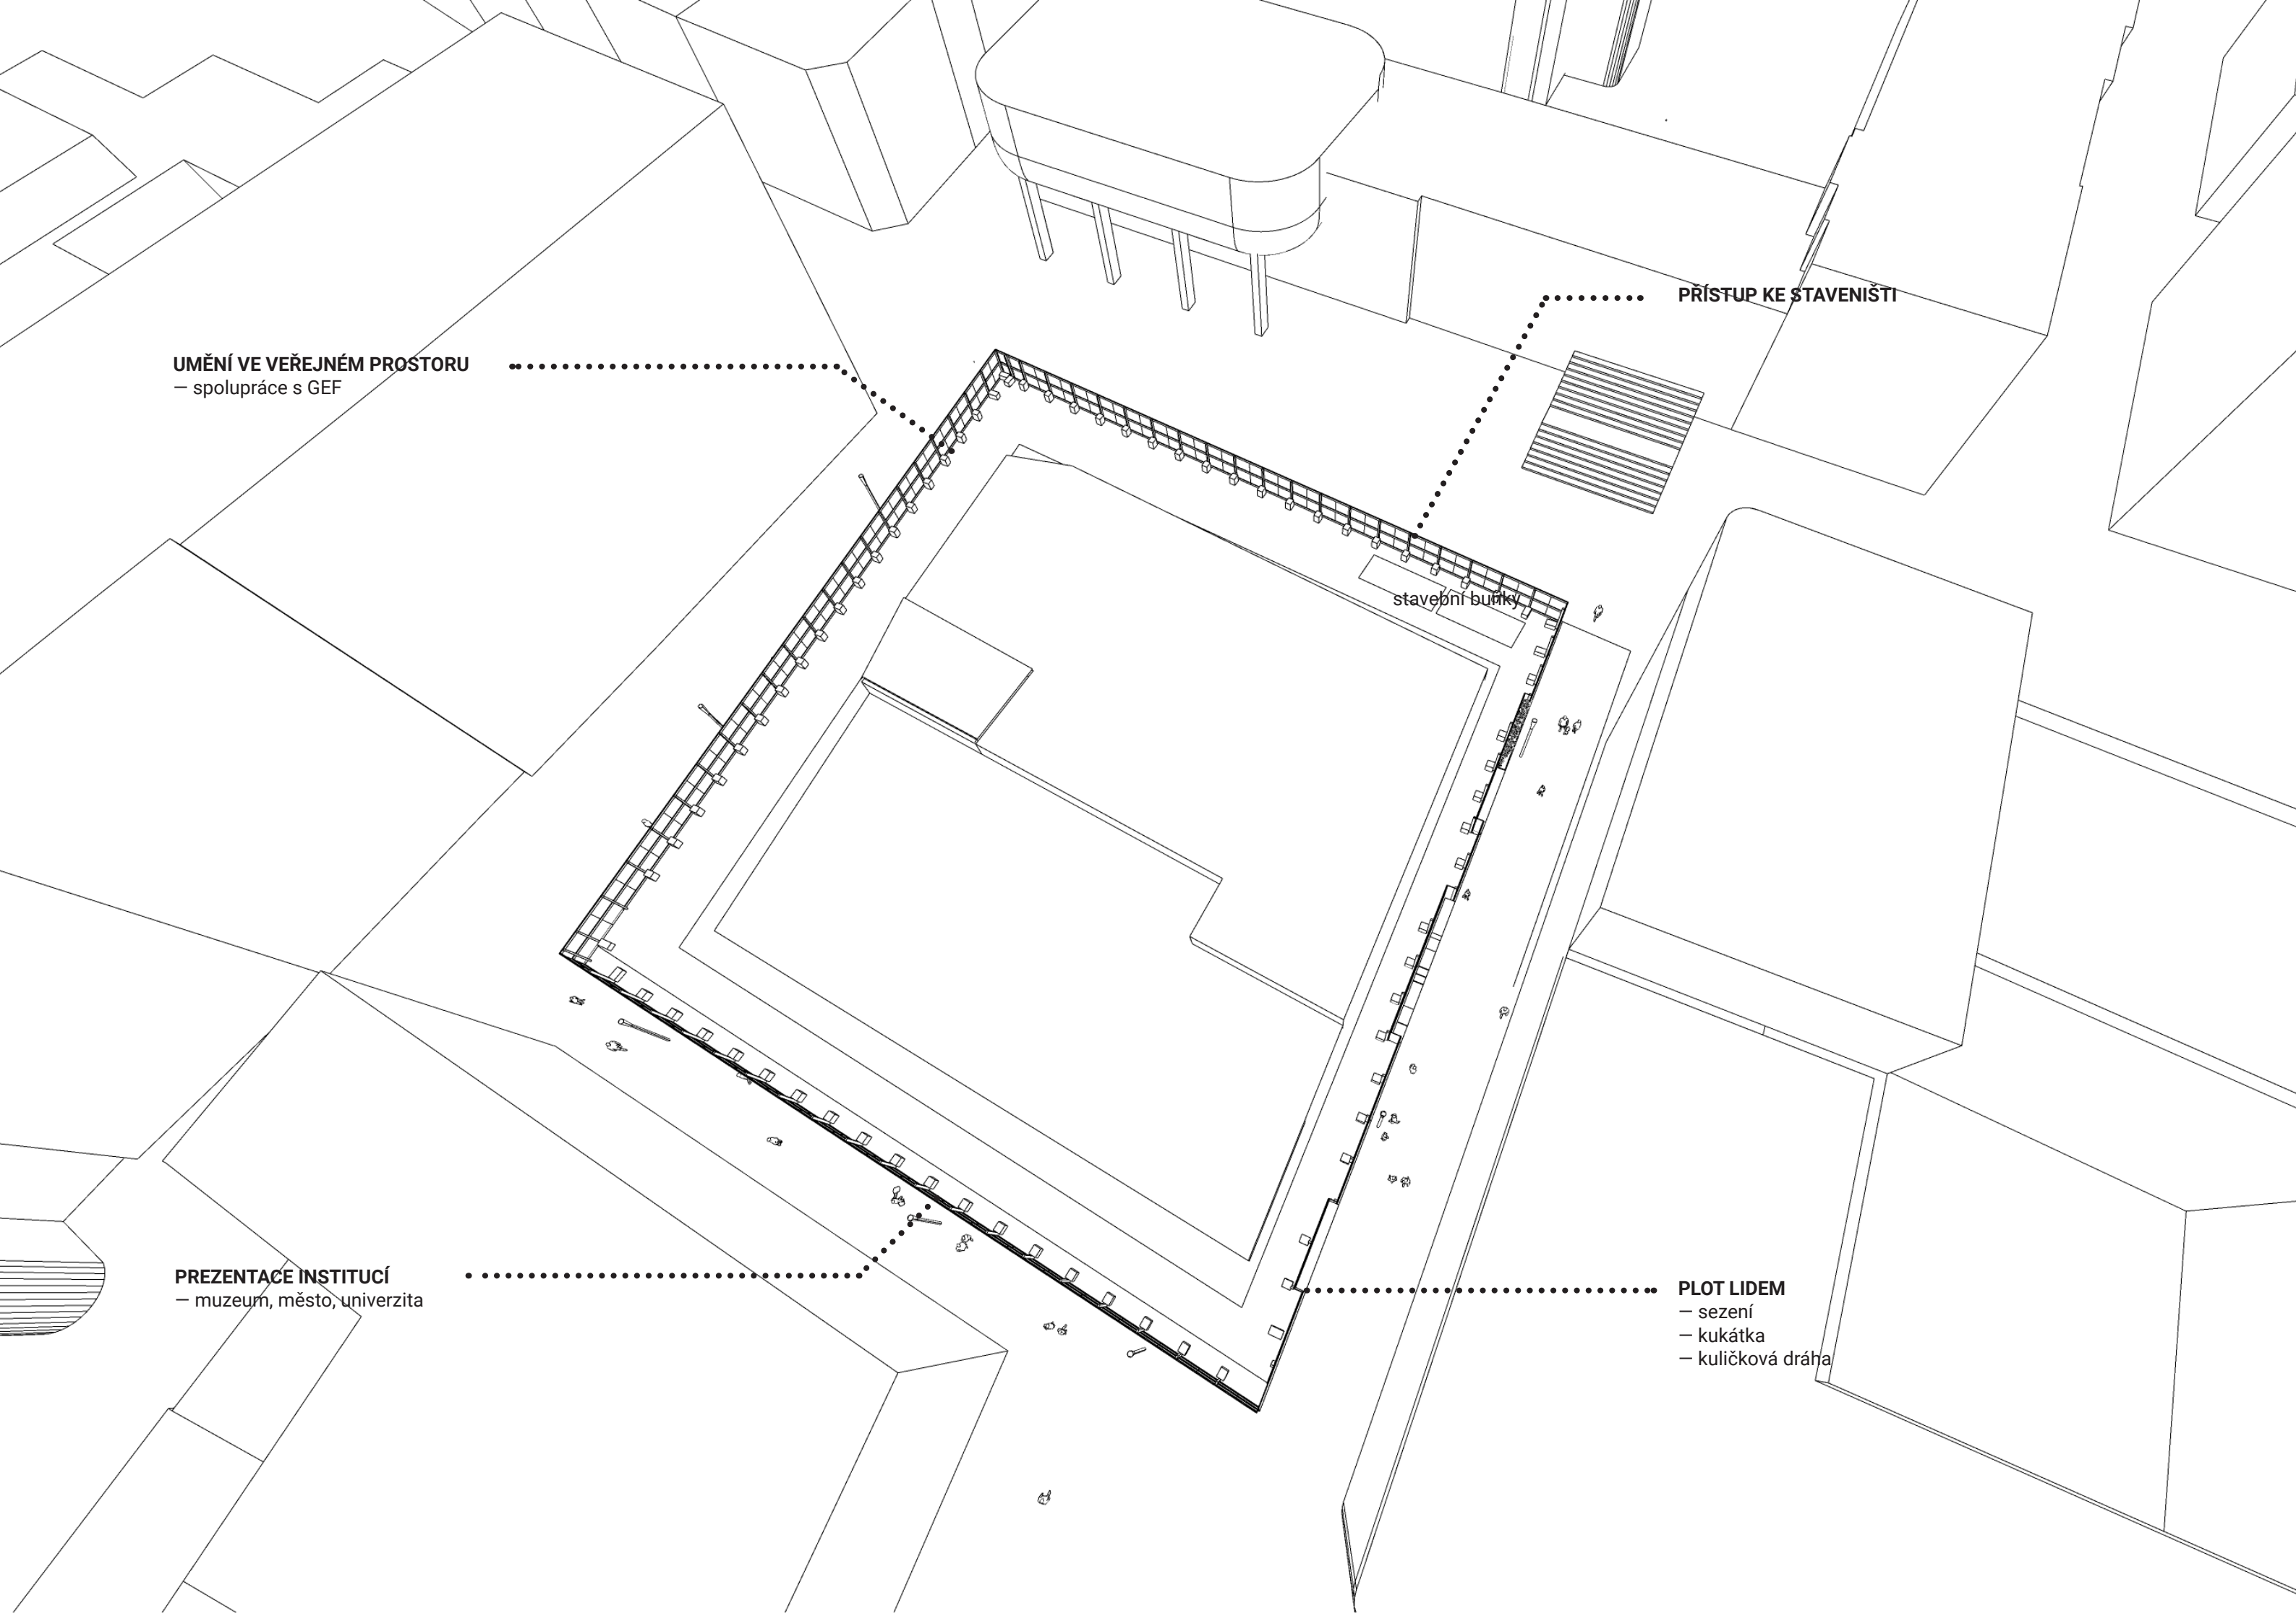 PŘÍSTUP KE STAVENIŠTI
UMĚNÍ VE VEŘEJNÉM PROSTORU
— spolupráce s GEF
stavební buňky
PREZENTACE INSTITUCÍ
— muzeum, město, univerzita
PLOT LIDEM
— sezení
— kukátka
— kuličková dráha